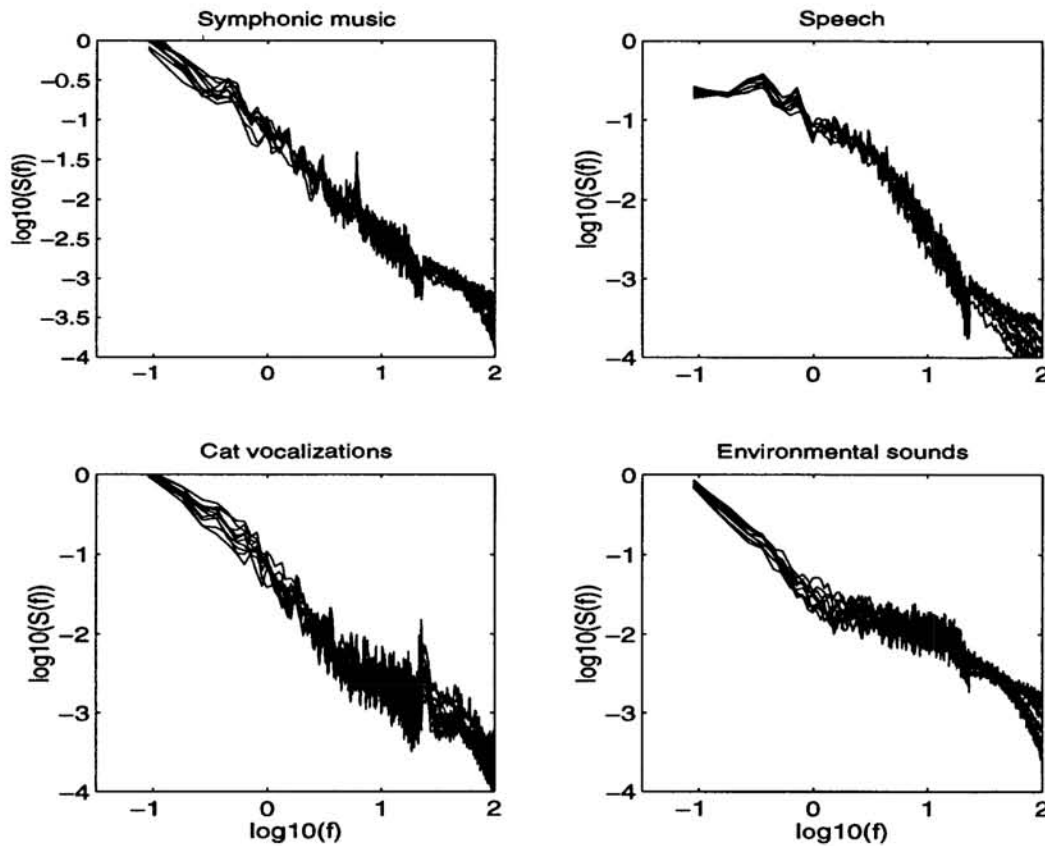 Symphonic music
0
−0.5
−1
−1.5
−2
−2.5
−3
−3.5
−4
log10(S(f))
−1 0 1 2
Speech
0
−1
−2
−3
−4
log10(S(f))
−1 0 1 2
Cat vocalizations
0
−1
−2
−3
−4
log10(S(f))
−1 0 1 2
log10(f)
Environmental sounds
0
−1
−2
−3
−4
log10(S(f))
−1 0 1 2
log10(f)